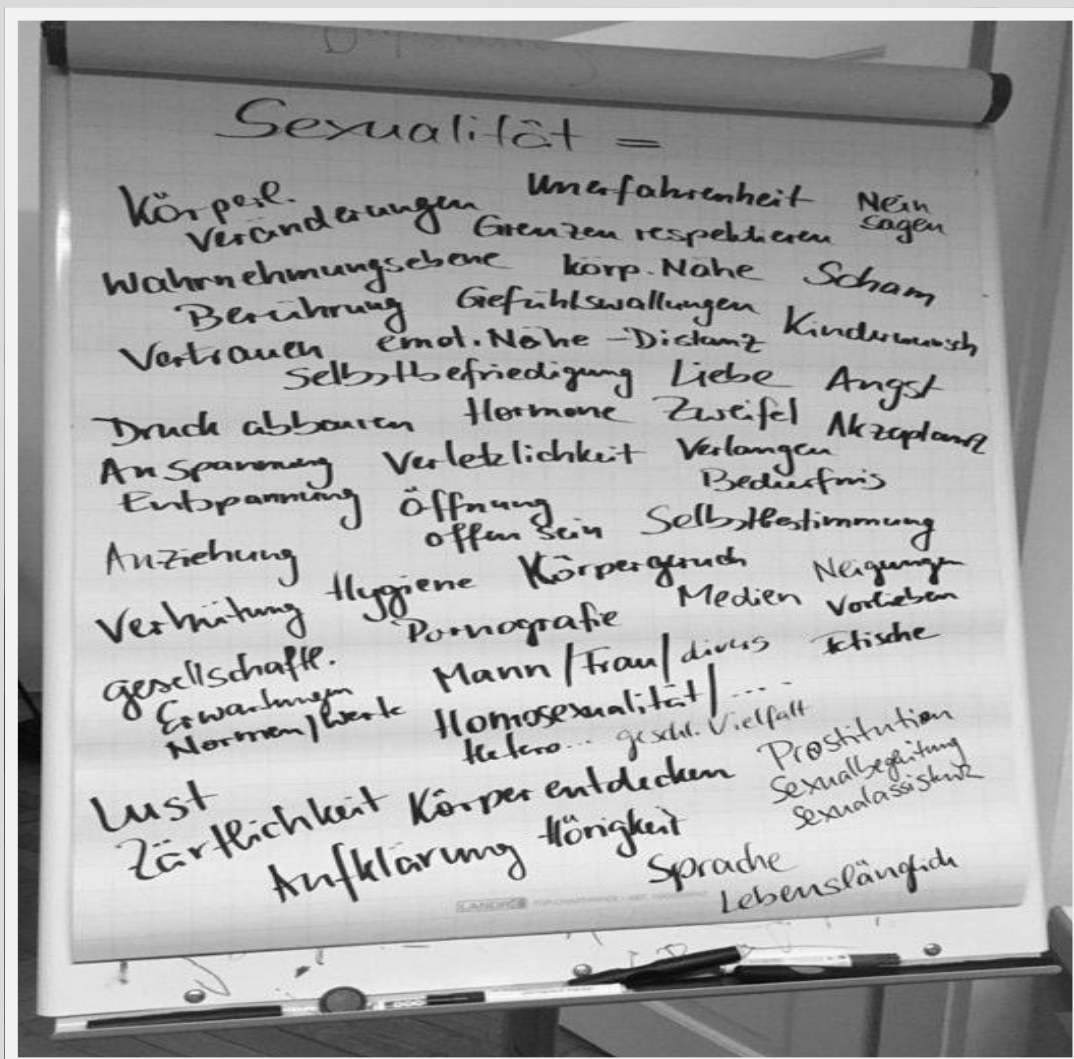 Sexualität =
Körperl. Veränderungen Unerfahrenheit Nein sagen
Grenzen respektieren
Wahrnehmungsebene körp. Nähe Scham
Berührung Gefühlswallungen Kinderwunsch
Vertrauen emot. Nähe - Distanz
Selbstbefriedigung Liebe Angst
Druck abbauen Hormone Zweifel Akzeptanz
Anspannung Verletzlichkeit Verlangen
Entspannung Öffnung Bedürfnis
offen sein Selbstbestimmung
Anziehung
Verhütung Hygiene Körpergeruch Neigungen
Pornografie Medien Vorlieben
gesellschaftl. Mann/Frau/divers Fetische
Erwartungen
Normen/Werte Homosexualität/....
Hetero... geschl. Vielfalt
Lust
Zärtlichkeit Körper entdecken Prostitution
Sexualbegleitung
Sexualassistenz
Aufklärung Hörigkeit
Sprache
Lebenslänglich
LANDRÉ